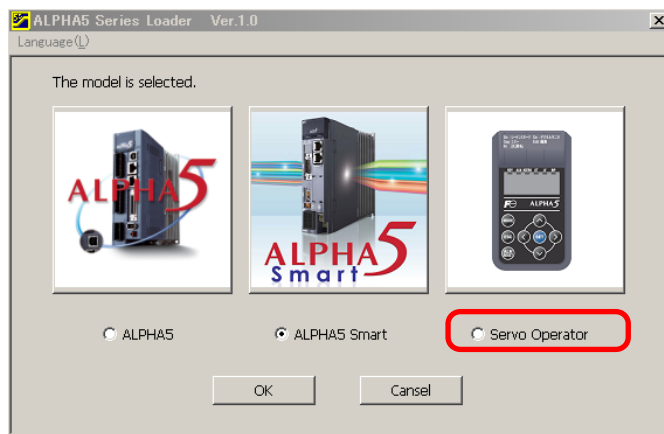 ALPHA5 Series Loader Ver.1.0
Language(L)
The model is selected.
ALPHA5
ALPHA5
Smart
ALPHA5
ALPHA5
ALPHA5 Smart
Servo Operator
OK
Cansel